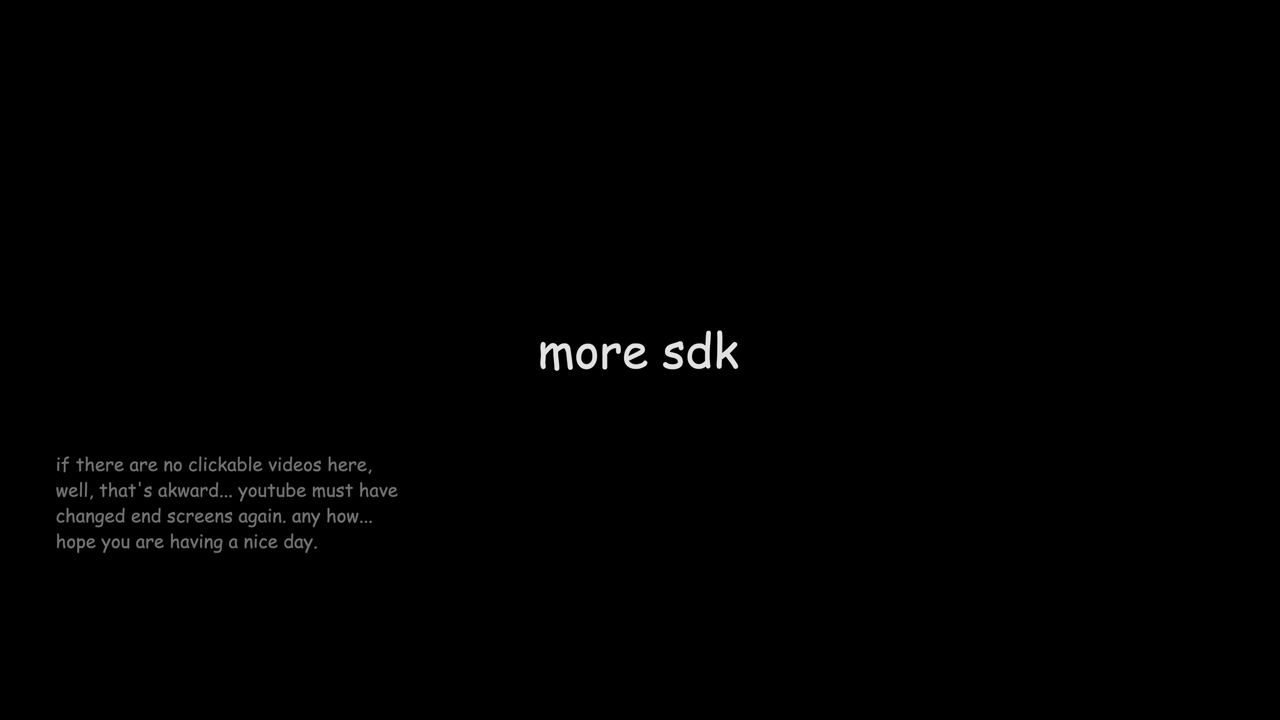 more sdk
if there are no clickable videos here,
well, that's akward... youtube must have
changed end screens again. any how...
hope you are having a nice day.